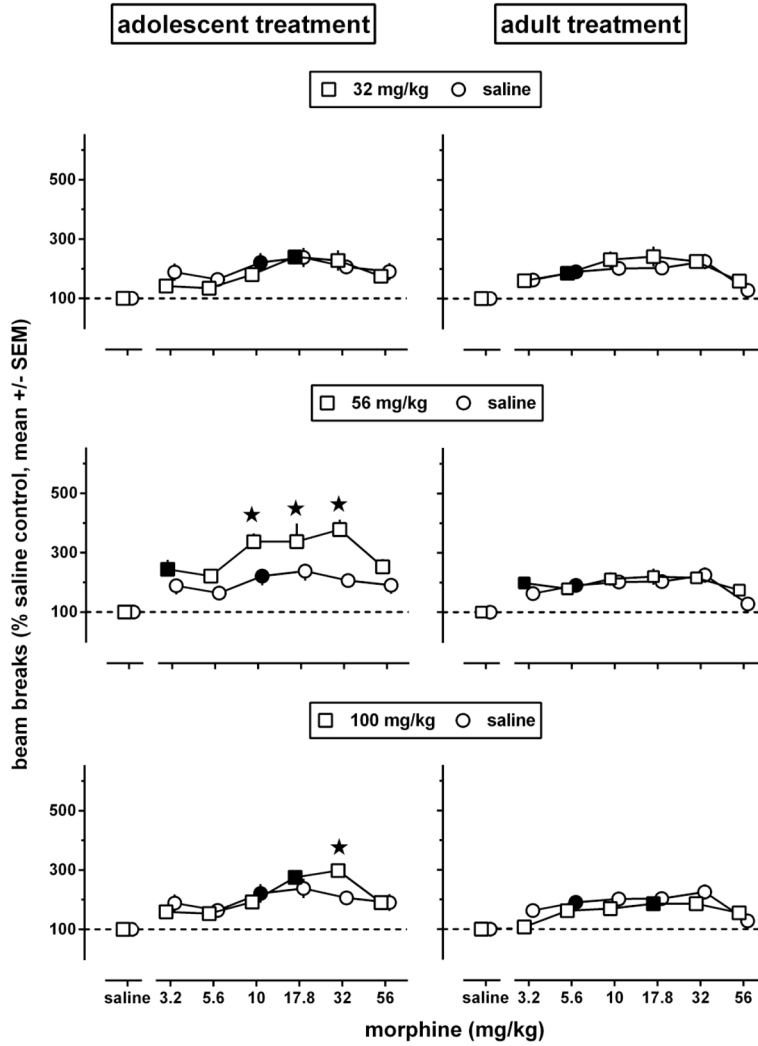 adolescent treatment
adult treatment
32 mg/kg saline
500
300
100
56 mg/kg saline
500
300
100
100 mg/kg saline
500
300
100
beam breaks (% saline control, mean +/- SEM)
saline 3.2 5.6 10 17.8 32 56
saline 3.2 5.6 10 17.8 32 56
morphine (mg/kg)